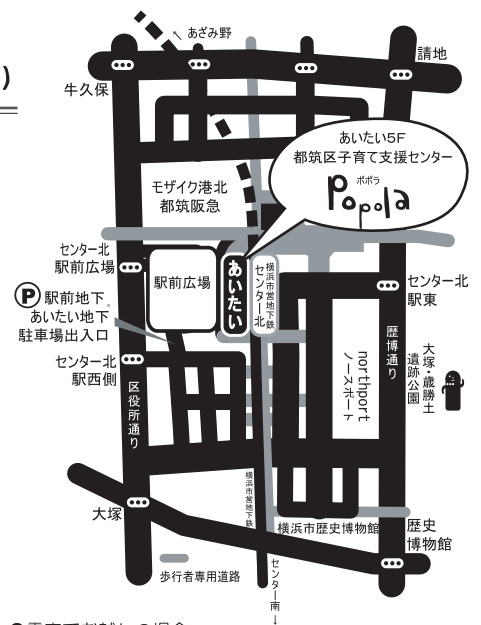 )
↖ あざみ野
請地
牛久保
あいたい5F
都筑区子育て支援センター
ポポラ
Popola
モザイク港北
都筑阪急
センター北
駅前広場
駅前広場
あいたい
横浜市営地下鉄
センター北
センター北
駅東
P 駅前地下。
あいたい地下
駐車場出入口
歴博通り
northport
ノースポート
大塚・歳勝土
遺跡公園
センター北
駅西側
区役所通り
横浜市営地下鉄
大塚
横浜市歴史博物館
歴史
博物館
歩行者専用道路
センター南→